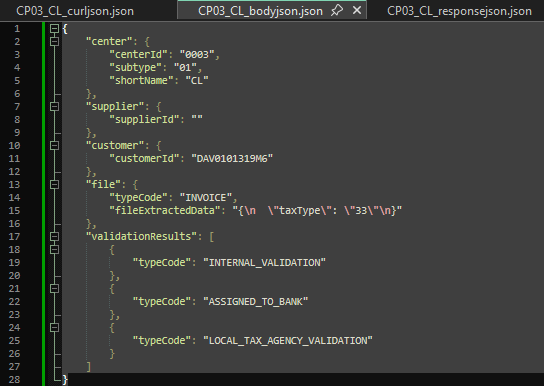 CP03_CL_curljson.json CP03_CL_bodyjson.json CP03_CL_responsejson.json
1 {
2 "center": {
3 "centerId": "0003",
4 "subtype": "01",
5 "shortName": "CL"
6 },
7 "supplier": {
8 "supplierId": ""
9 },
10 "customer": {
11 "customerId": "DAV0101319M6"
12 },
13 "file": {
14 "typeCode": "INVOICE",
15 "fileExtractedData": "{\n  \"taxType\": \"33\"\n}"
16 },
17 "validationResults": [
18 {
19 "typeCode": "INTERNAL_VALIDATION"
20 },
21 {
22 "typeCode": "ASSIGNED_TO_BANK"
23 },
24 {
25 "typeCode": "LOCAL_TAX_AGENCY_VALIDATION"
26 }
27 ]
28 }